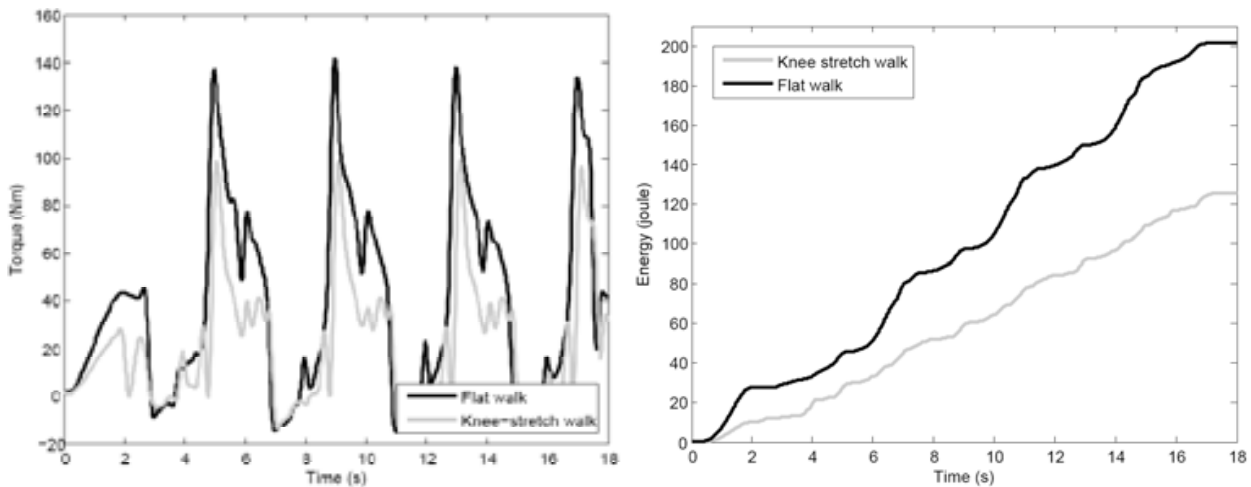 160
140
120
100
80
60
40
20
0
−20
Torque (Nm)
Flat walk
Knee−stretch walk
0 2 4 6 8 10 12 14 16 18
Time (s)
200
180
160
140
120
100
80
60
40
20
0
Energy (joule)
Knee stretch walk
Flat walk
0 2 4 6 8 10 12 14 16 18
Time (s)